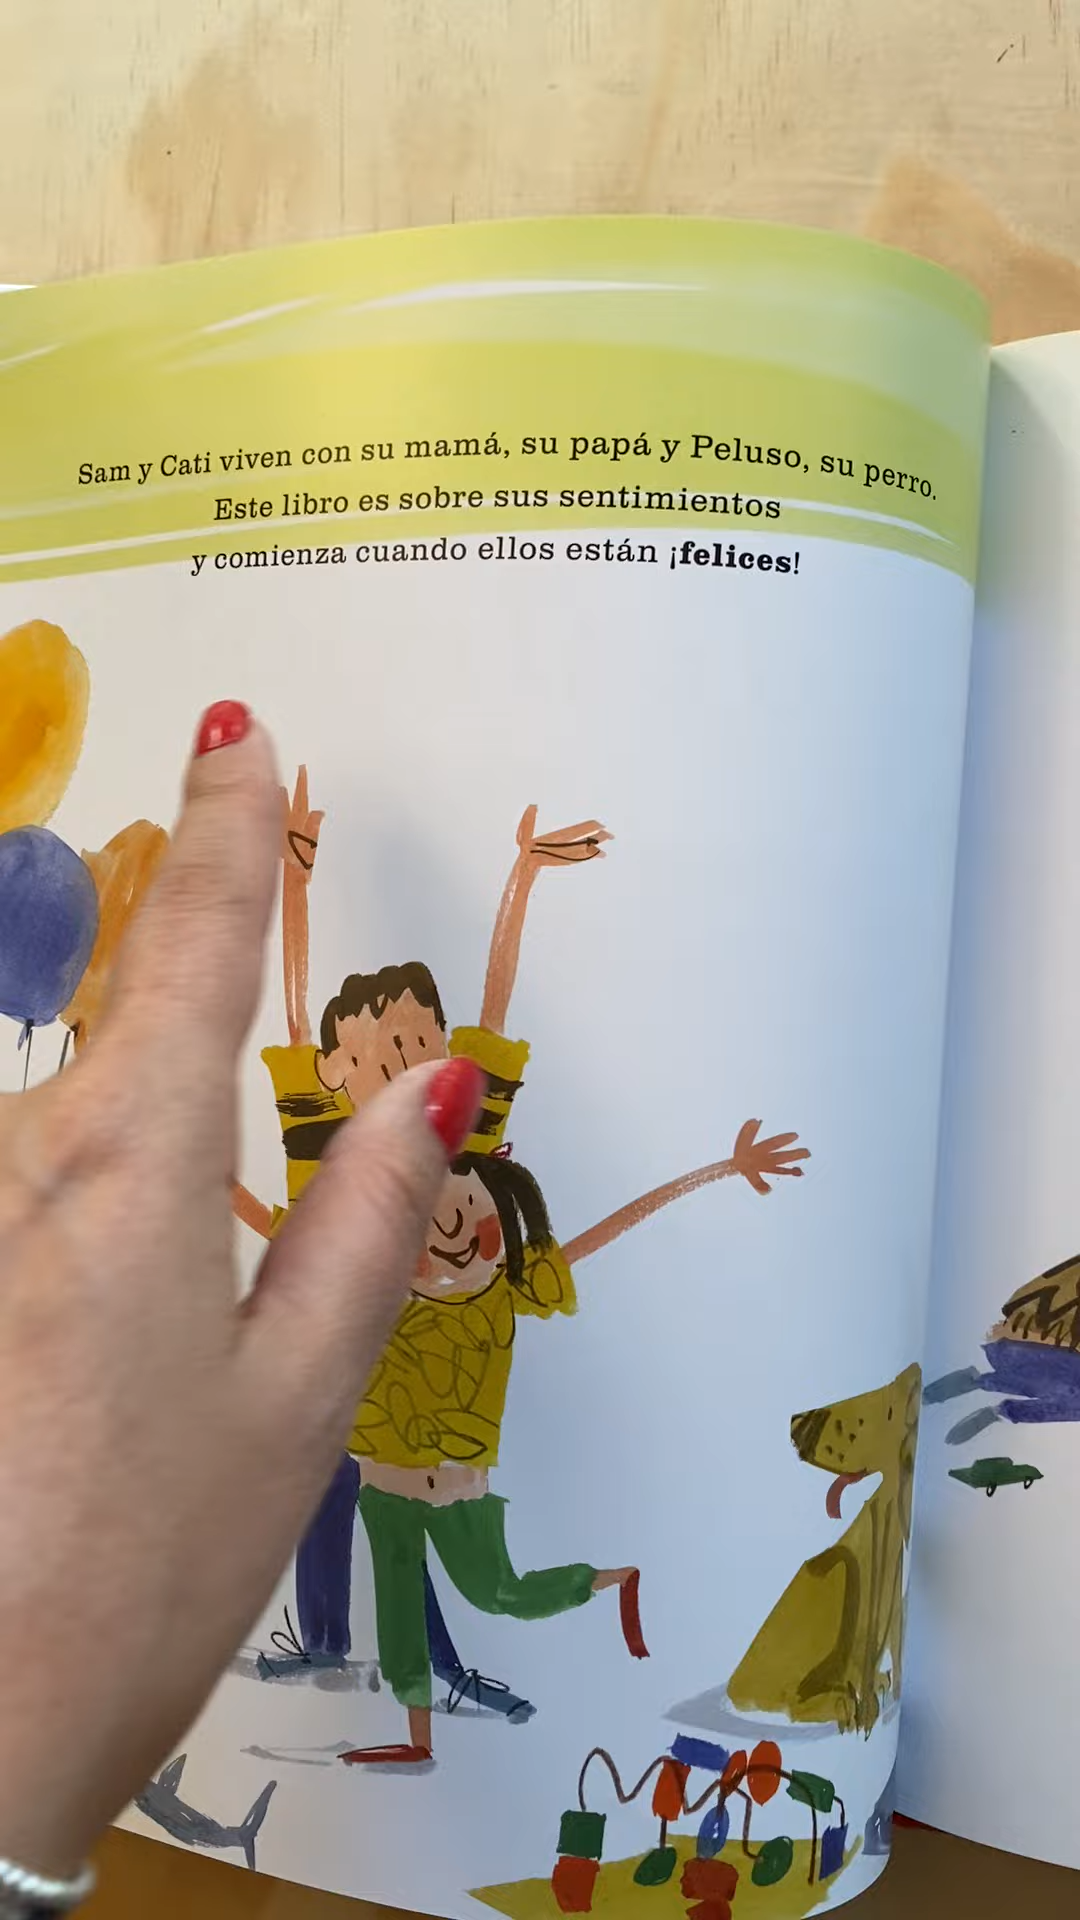 Sam y Cati viven con su mamá, su papá y Peluso, su perro.
Este libro es sobre sus sentimientos
y comienza cuando ellos están ¡felices!